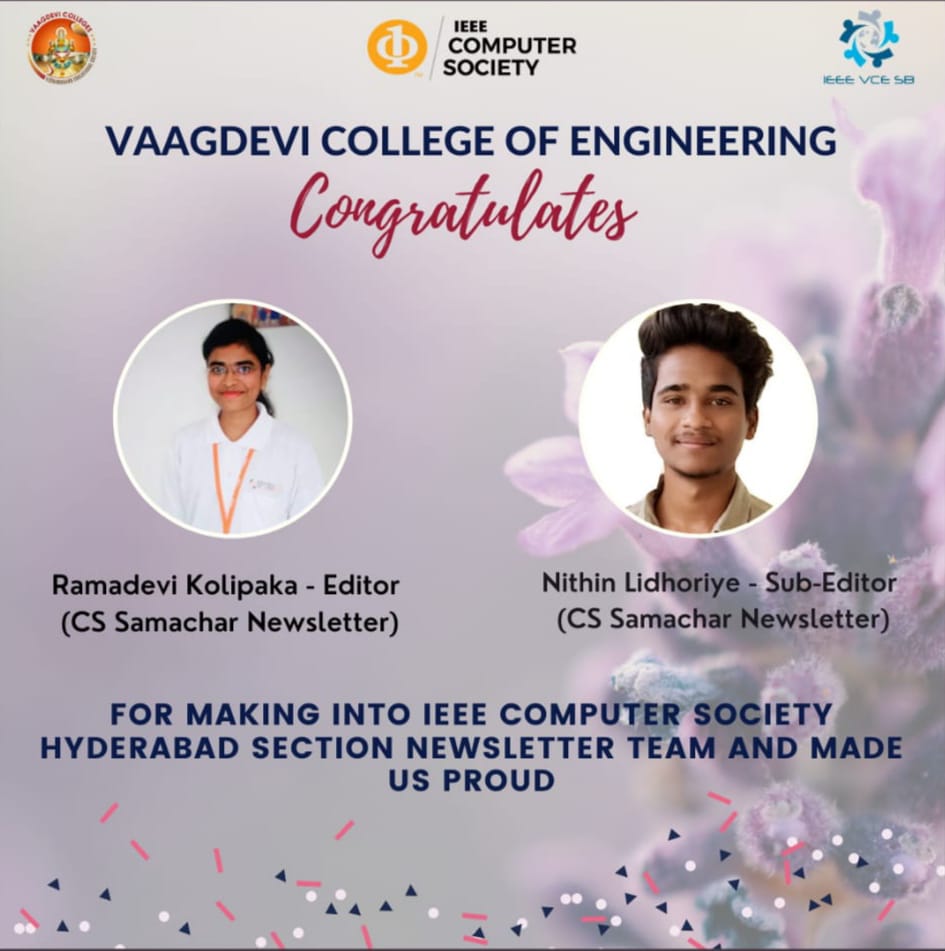 VAAGDEVI COLLEGES
IEEE
COMPUTER
SOCIETY
IEEE VCE SB
VAAGDEVI COLLEGE OF ENGINEERING
Congratulates
Ramadevi Kolipaka - Editor
(CS Samachar Newsletter)
Nithin Lidhoriye - Sub-Editor
(CS Samachar Newsletter)
FOR MAKING INTO IEEE COMPUTER SOCIETY
HYDERABAD SECTION NEWSLETTER TEAM AND MADE
US PROUD